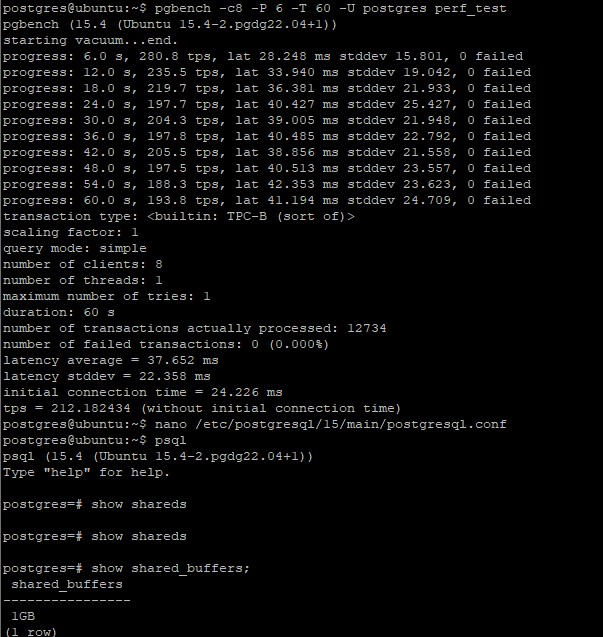 postgres@ubuntu:~$ pgbench -c8 -P 6 -T 60 -U postgres perf_test
pgbench (15.4 (Ubuntu 15.4-2.pgdg22.04+1))
starting vacuum...end.
progress: 6.0 s, 280.8 tps, lat 28.248 ms stddev 15.801, 0 failed
progress: 12.0 s, 235.5 tps, lat 33.940 ms stddev 19.042, 0 failed
progress: 18.0 s, 219.7 tps, lat 36.381 ms stddev 21.933, 0 failed
progress: 24.0 s, 197.7 tps, lat 40.427 ms stddev 25.427, 0 failed
progress: 30.0 s, 204.3 tps, lat 39.005 ms stddev 21.948, 0 failed
progress: 36.0 s, 197.8 tps, lat 40.485 ms stddev 22.792, 0 failed
progress: 42.0 s, 205.5 tps, lat 38.856 ms stddev 21.558, 0 failed
progress: 48.0 s, 197.5 tps, lat 40.513 ms stddev 23.557, 0 failed
progress: 54.0 s, 188.3 tps, lat 42.353 ms stddev 23.623, 0 failed
progress: 60.0 s, 193.8 tps, lat 41.194 ms stddev 24.709, 0 failed
transaction type: <builtin: TPC-B (sort of)>
scaling factor: 1
query mode: simple
number of clients: 8
number of threads: 1
maximum number of tries: 1
duration: 60 s
number of transactions actually processed: 12734
number of failed transactions: 0 (0.000%)
latency average = 37.652 ms
latency stddev = 22.358 ms
initial connection time = 24.226 ms
tps = 212.182434 (without initial connection time)
postgres@ubuntu:~$ nano /etc/postgresql/15/main/postgresql.conf
postgres@ubuntu:~$ psql
psql (15.4 (Ubuntu 15.4-2.pgdg22.04+1))
Type "help" for help.
postgres=# show shareds
postgres=# show shareds
postgres=# show shared_buffers;
shared_buffers
----------------
1GB
(1 row)